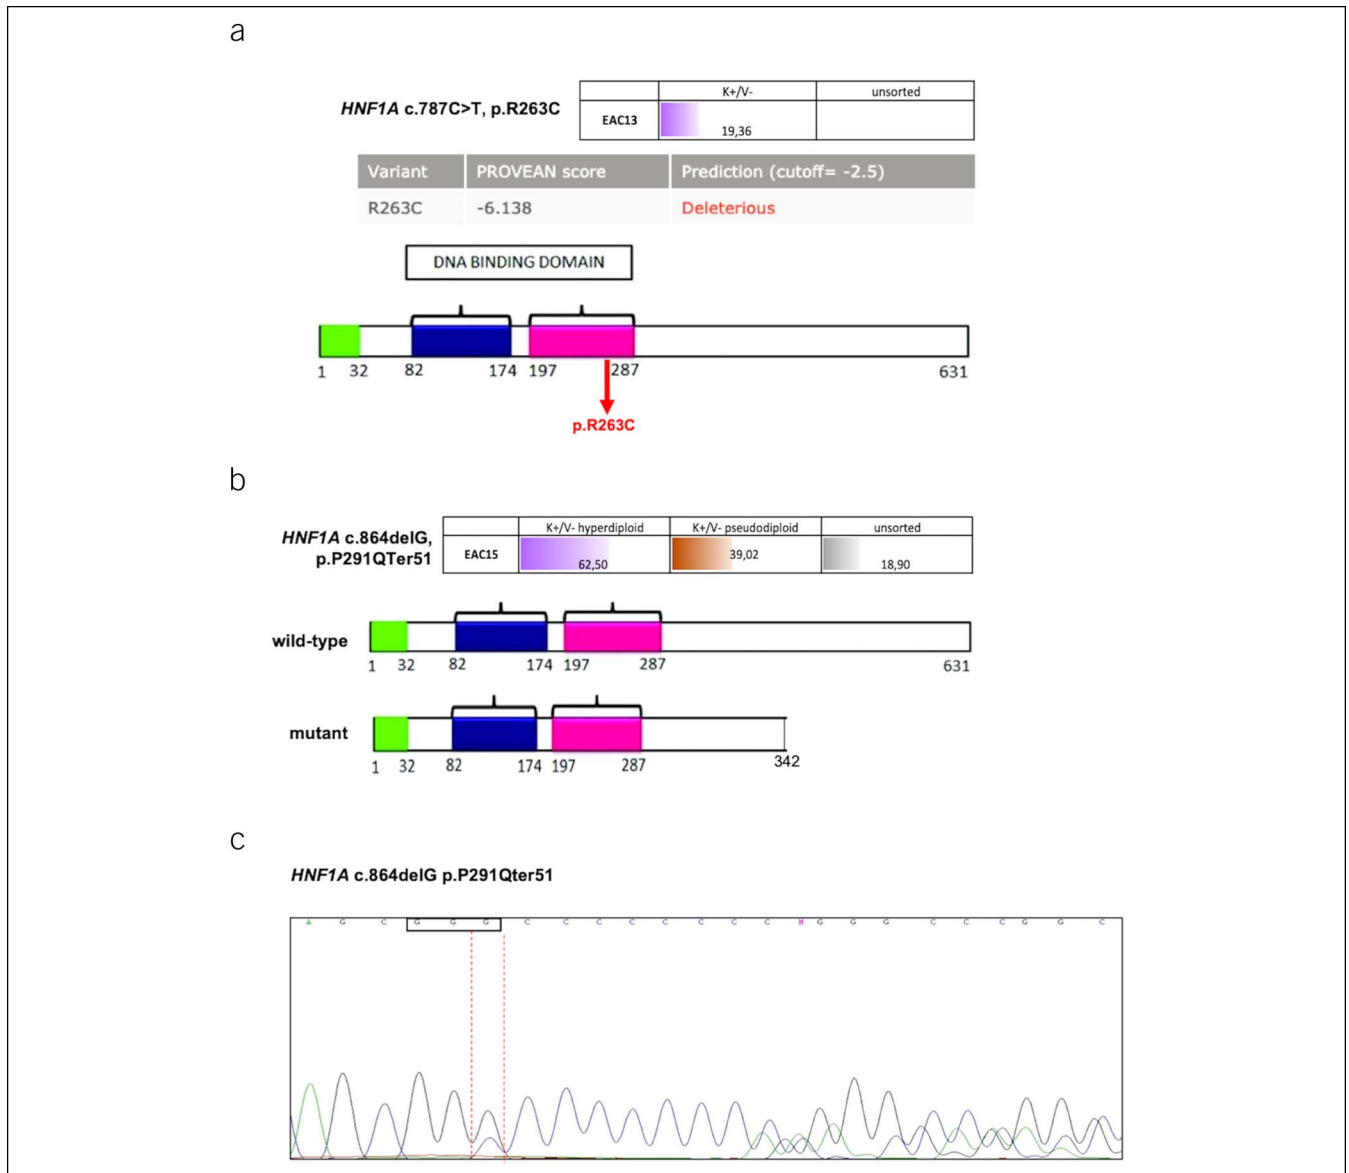 a
K+/V- unsorted
HNF1A c.787C>T, p.R263C
EAC13 19,36
Variant PROVEAN score Prediction (cutoff= -2.5)
R263C -6.138 Deleterious
DNA BINDING DOMAIN
1 32 82 174 197 287 631
p.R263C
b
K+/V- hyperdiploid K+/V- pseudodiploid unsorted
HNF1A c.864delG,
p.P291QTer51
EAC15 62,50 39,02 18,90
wild-type
1 32 82 174 197 287 631
mutant
1 32 82 174 197 287 342
c
HNF1A c.864delG p.P291Qter51
A G C G G G C C C C C C C C M G G G C C C G G C